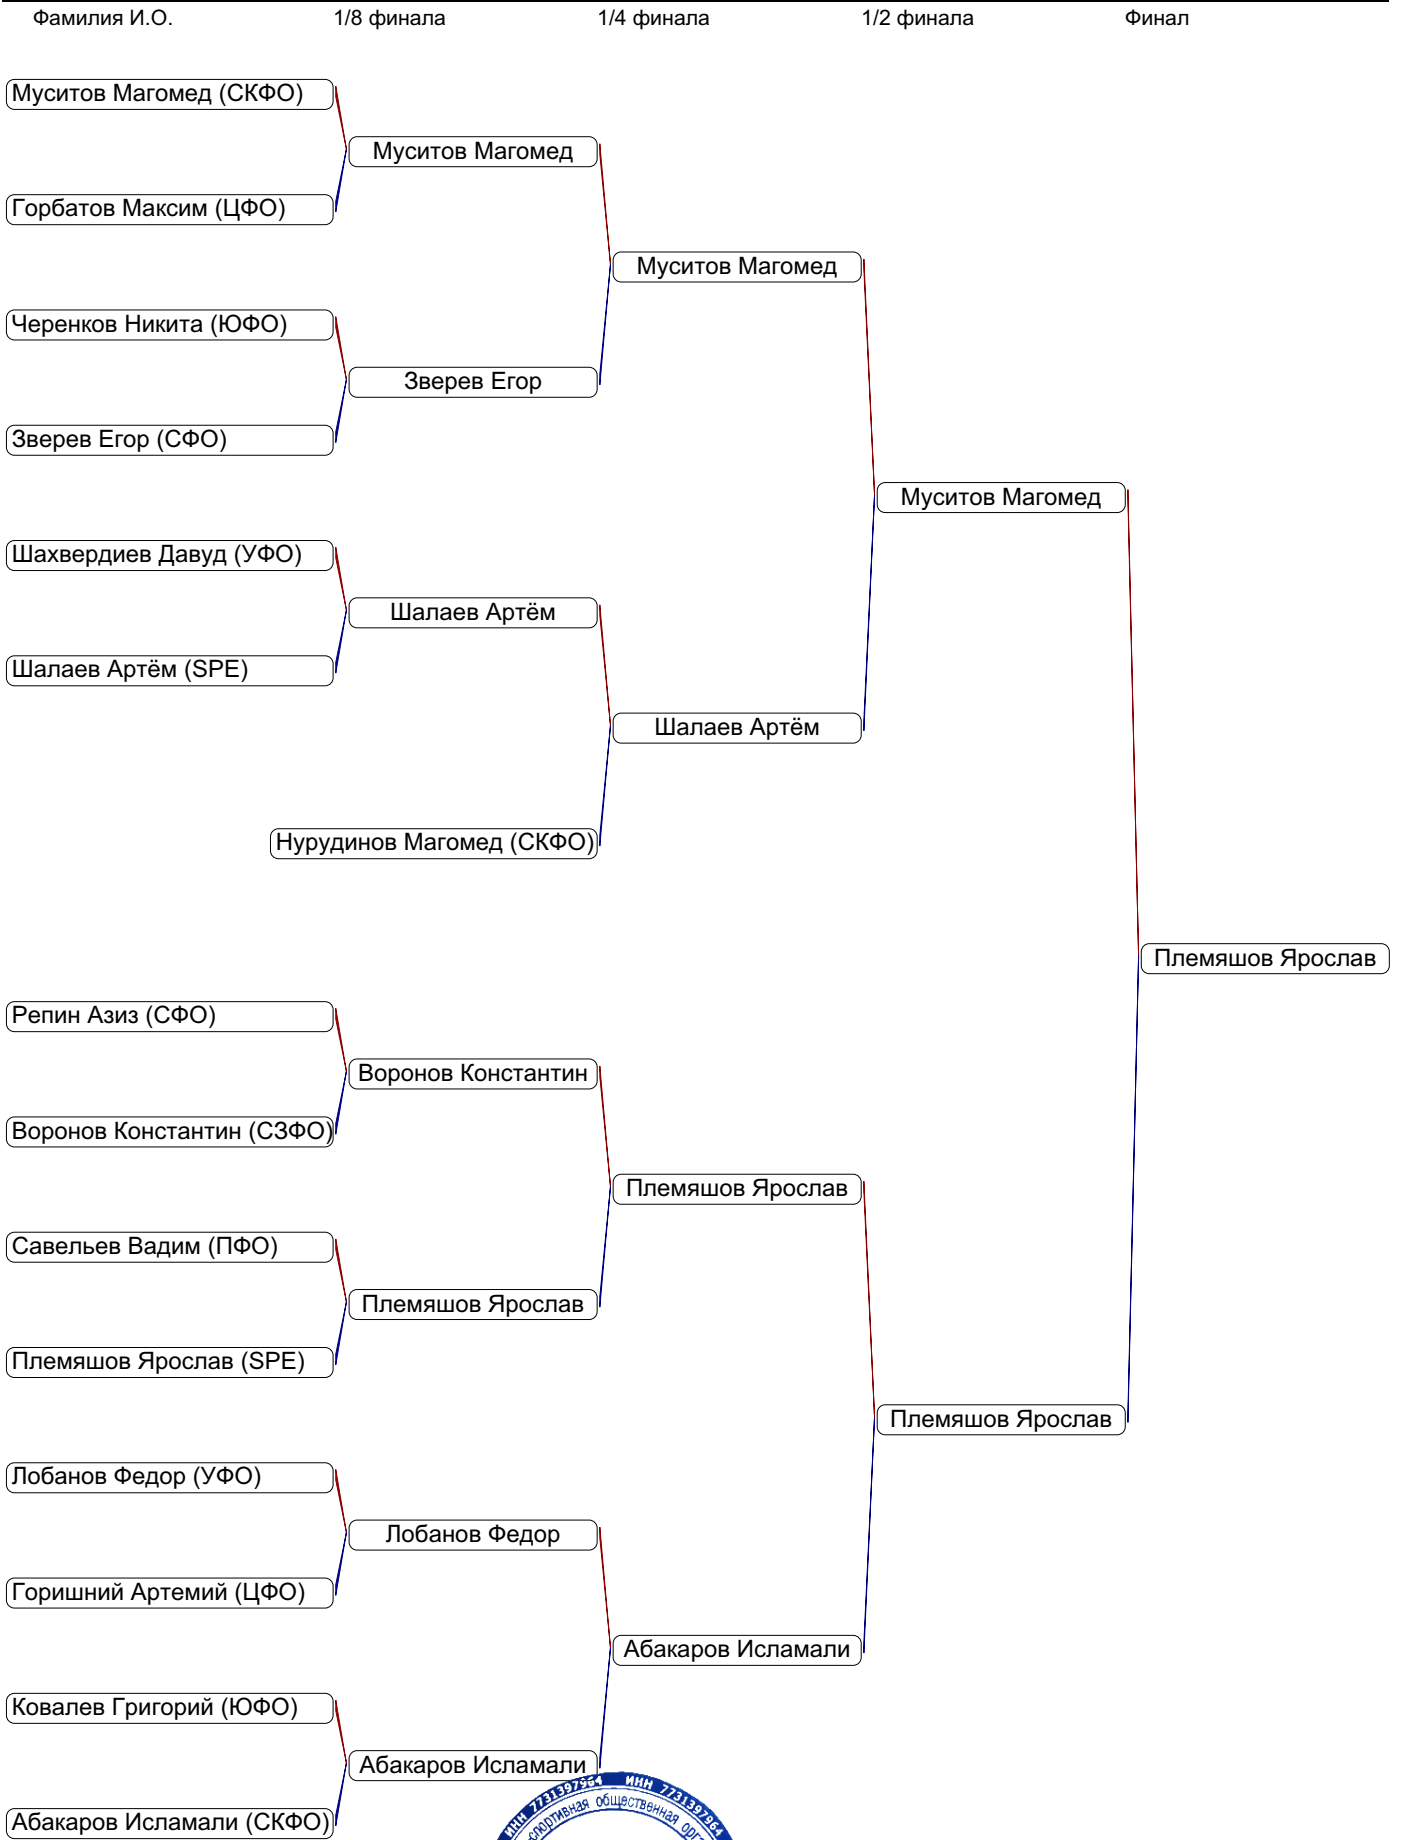 Фамилия И.О. 1/8 финала 1/4 финала 1/2 финала Финал
Муситов Магомед (СКФО)
Муситов Магомед
Горбатов Максим (ЦФО)
Муситов Магомед
Черенков Никита (ЮФО)
Зверев Егор
Зверев Егор (СФО)
Муситов Магомед
Шахвердиев Давуд (УФО)
Шалаев Артём
Шалаев Артём (SPE)
Шалаев Артём
Нурудинов Магомед (СКФО)
Племяшов Ярослав
Репин Азиз (СФО)
Воронов Константин
Воронов Константин (СЗФО)
Племяшов Ярослав
Савельев Вадим (ПФО)
Племяшов Ярослав
Племяшов Ярослав (SPE)
Племяшов Ярослав
Лобанов Федор (УФО)
Лобанов Федор
Горишний Артемий (ЦФО)
Абакаров Исламали
Ковалев Григорий (ЮФО)
Абакаров Исламали
ИНН 7731397964 ИНН 7731397964
общественная
Абакаров Исламали (СКФО)